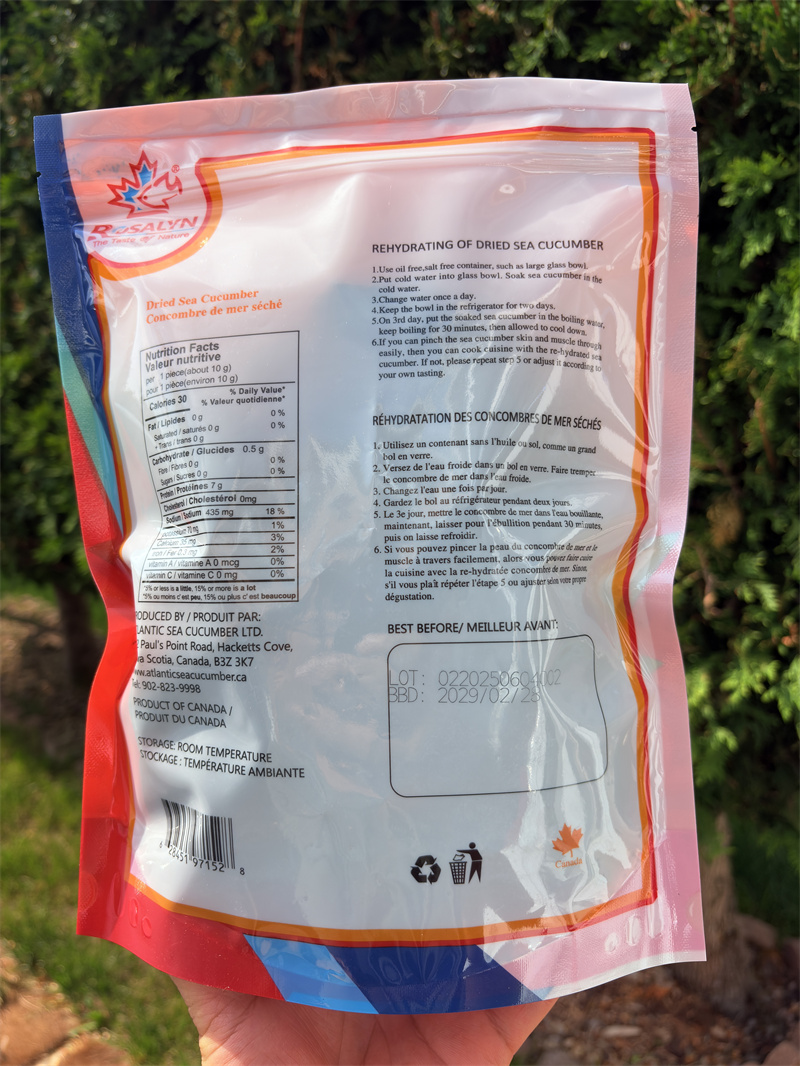 ®
ROSALYN
The Taste of Nature
Dried Sea Cucumber
Concombre de mer séché
Nutrition Facts
Valeur nutritive
per 1 piece(about 10 g)
pour 1 pièce(environ 10 g)
Calories 30
% Daily Value*
% Valeur quotidienne*
Fat / Lipides 0 g 0 %
Saturated / saturés 0 g 0 %
+ Trans / trans 0 g
Carbohydrate / Glucides 0.5 g
Fibre / Fibres 0 g 0 %
Sugars / Sucres 0 g 0 %
Protein / Protéines 7 g
Cholesterol / Cholestérol 0mg
Sodium / Sodium 435 mg 18 %
Potassium 70 mg 1%
Calcium 35 mg 3%
Iron / Fer 0.3 mg 2%
vitamin A / vitamine A 0 mcg 0%
vitamin C / vitamine C 0 mg 0%
*5% or less is a little, 15% or more is a lot
*5% ou moins c'est peu, 15% ou plus c' est beaucoup
RODUCED BY / PRODUIT PAR:
LANTIC SEA CUCUMBER LTD.
2 Paul's Point Road, Hacketts Cove,
va Scotia, Canada, B3Z 3K7
www.atlanticseacucumber.ca
Tel: 902-823-9998
PRODUCT OF CANADA /
PRODUIT DU CANADA
STORAGE: ROOM TEMPERATURE
STOCKAGE : TEMPÉRATURE AMBIANTE
6 28451 97152 8
REHYDRATING OF DRIED SEA CUCUMBER
1.Use oil free,salt free container, such as large glass bowl.
2.Put cold water into glass bowl. Soak sea cucumber in the
cold water.
3.Change water once a day.
4.Keep the bowl in the refrigerator for two days.
5.On 3rd day, put the soaked sea cucumber in the boiling water,
keep boiling for 30 minutes, then allowed to cool down.
6.If you can pinch the sea cucumber skin and muscle through
easily, then you can cook cuisine with the re-hydrated sea
cucumber. If not, please repeat step 5 or adjust it according to
your own tasting.
RÉHYDRATATION DES CONCOMBRES DE MER SÉCHÉS
1. Utilisez un contenant sans l'huile ou sol, comme un grand
bol en verre.
2. Versez de l'eau froide dans un bol en verre. Faire tremper
le concombre de mer dans l'eau froide.
3. Changez l'eau une fois par jour.
4. Gardez le bol au réfrigérateur pendant deux jours.
5. Le 3e jour, mettre le concombre de mer dans l'eau bouillante,
maintenant, laisser pour l'ébullition pendant 30 minutes,
puis on laisse refroidir.
6. Si vous pouvez pincer la peau du concombre de mer et le
muscle à travers facilement, alors vous pouvez faire cuire
la cuisine avec la re-hydratée concombre de mer. Sinon,
s'il vous plaît répéter l'étape 5 ou ajuster selon votre propre
dégustation.
BEST BEFORE/ MEILLEUR AVANT:
LOT: 0220250604002
BBD: 2029/02/28
Canada